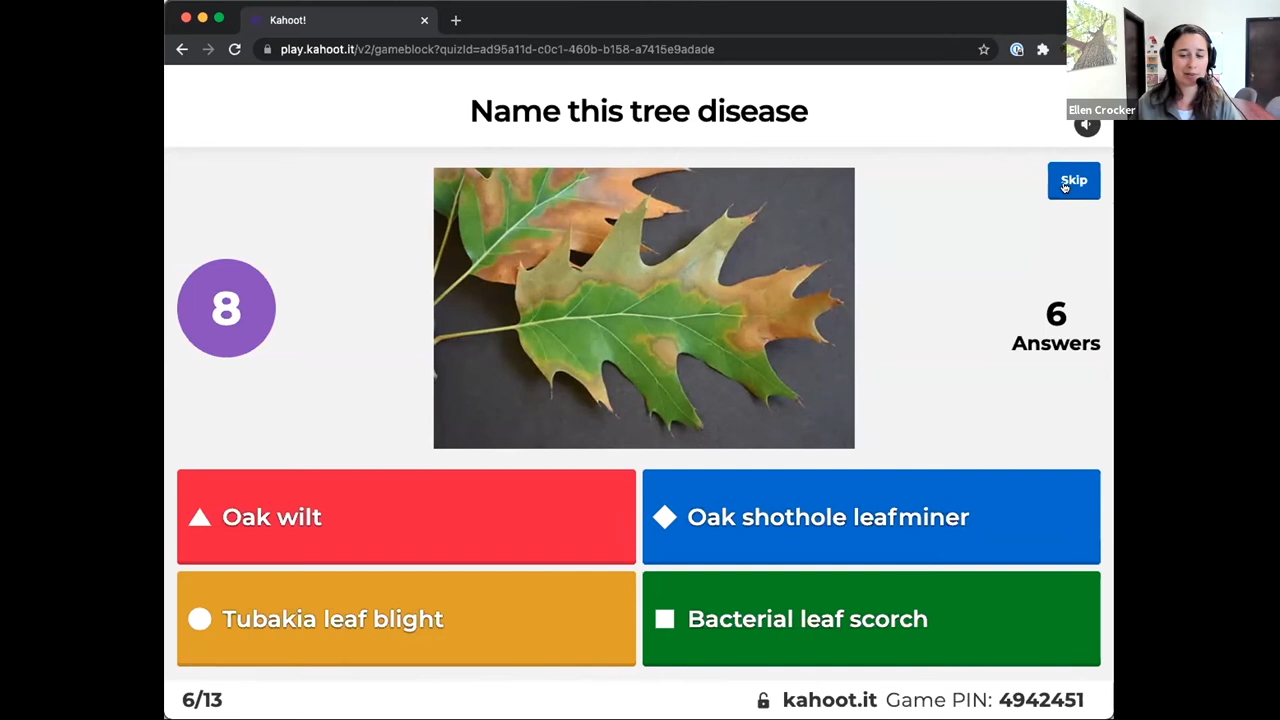 Kahoot!
play.kahoot.it/v2/gameblock?quizId=ad95a11d-c0c1-460b-b158-a7415e9adade
Ellen Crocker
Name this tree disease
Skip
8
6
Answers
Oak wilt
Oak shothole leafminer
Tubakia leaf blight
Bacterial leaf scorch
6/13
kahoot.it Game PIN: 4942451